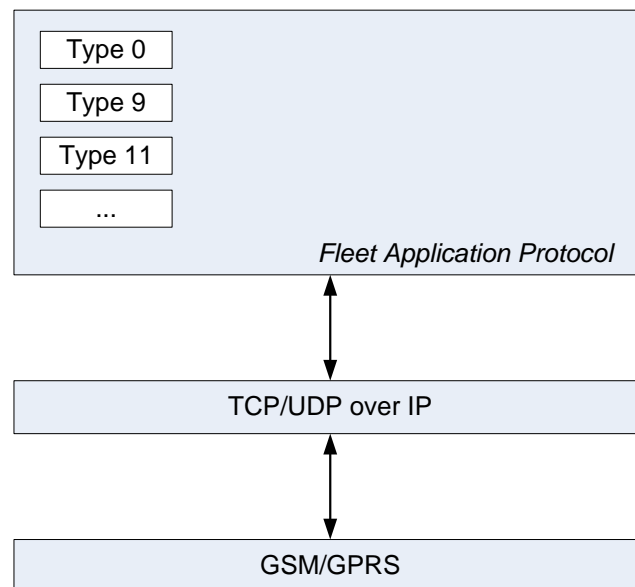 Type 0
Type 9
Type 11
...
Fleet Application Protocol
TCP/UDP over IP
GSM/GPRS